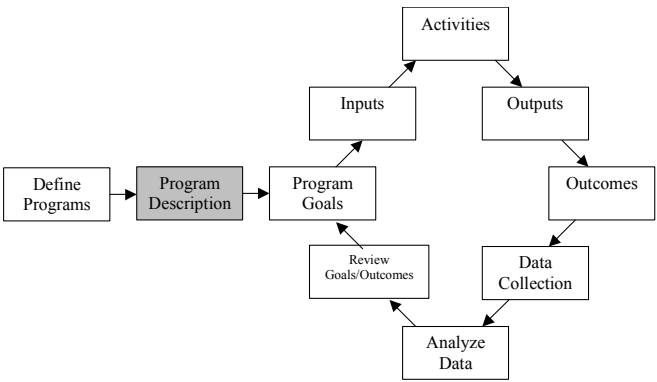 Activities
Inputs
Outputs
Define
Programs
Program
Description
Program
Goals
Outcomes
Review
Goals/Outcomes
Data
Collection
Analyze
Data